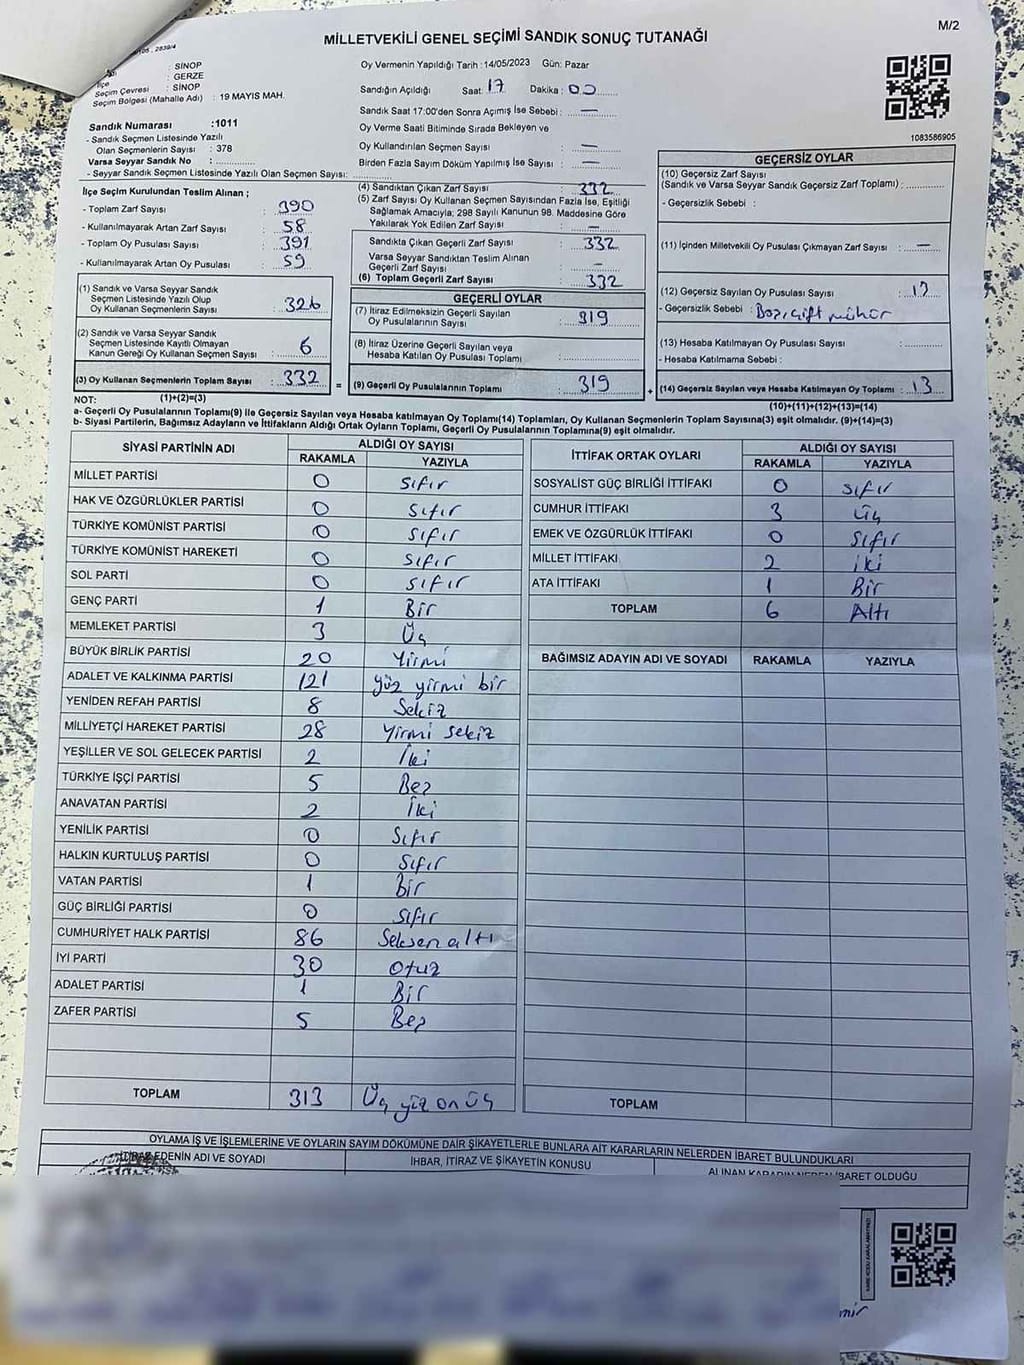 M/2
MİLLETVEKİLİ GENEL SEÇİMİ SANDIK SONUÇ TUTANAĞI
: SİNOP
İlçe : GERZE
Seçim Çevresi : SİNOP
Seçim Bölgesi (Mahalle Adı) : 19 MAYIS MAH.
Sandık Numarası :1011
- Sandık Seçmen Listesinde Yazılı
Olan Seçmenlerin Sayısı : 378
Varsa Seyyar Sandık No :
- Seyyar Sandık Seçmen Listesinde Yazılı Olan Seçmen Sayısı:
Oy Vermenin Yapıldığı Tarih :14/05/2023 Gün: Pazar
Sandığın Açıldığı Saat: 17 Dakika : 00
Sandık Saat 17:00'den Sonra Açımış İse Sebebi : —
Oy Verme Saati Bitiminde Sırada Bekleyen ve
Oy Kullandırılan Seçmen Sayısı : —
Birden Fazla Sayım Döküm Yapılmış İse Sayısı : —
1083586905
İlçe Seçim Kurulundan Teslim Alınan ;
- Toplam Zarf Sayısı : 390
- Kullanılmayarak Artan Zarf Sayısı : 58
- Toplam Oy Pusulası Sayısı : 391
- Kullanılmayarak Artan Oy Pusulası : 59
(1) Sandık ve Varsa Seyyar Sandık
Seçmen Listesinde Yazılı Olup
Oy Kullanan Seçmenlerin Sayısı : 326
(2) Sandık ve Varsa Seyyar Sandık
Seçmen Listesinde Kayıtlı Olmayan
Kanun Gereği Oy Kullanan Seçmen Sayısı : 6
(3) Oy Kullanan Seçmenlerin Toplam Sayısı : 332
(1)+(2)=(3)
(4) Sandıktan Çıkan Zarf Sayısı : 332
(5) Zarf Sayısı Oy Kullanan Seçmen Sayısından Fazla İse, Eşitliği
Sağlamak Amacıyla; 298 Sayılı Kanunun 98. Maddesine Göre
Yakılarak Yok Edilen Zarf Sayısı : —
Sandıkta Çıkan Geçerli Zarf Sayısı : 332
Varsa Seyyar Sandıktan Teslim Alınan
Geçerli Zarf Sayısı : —
(6) Toplam Geçerli Zarf Sayısı : 332
GEÇERLİ OYLAR
(7) İtiraz Edilmeksizin Geçerli Sayılan
Oy Pusulalarının Sayısı : 319
(8) İtiraz Üzerine Geçerli Sayılan veya
Hesaba Katılan Oy Pusulası Toplamı :
= (9) Geçerli Oy Pusulalarının Toplamı : 319
GEÇERSİZ OYLAR
(10) Geçersiz Zarf Sayısı
(Sandık ve Varsa Seyyar Sandık Geçersiz Zarf Toplamı) :
- Geçersizlik Sebebi :
(11) İçinden Milletvekili Oy Pusulası Çıkmayan Zarf Sayısı : —
(12) Geçersiz Sayılan Oy Pusulası Sayısı : 13
- Geçersizlik Sebebi : çift mühür
(13) Hesaba Katılmayan Oy Pusulası Sayısı :
- Hesaba Katılmama Sebebi :
+ (14) Geçersiz Sayılan veya Hesaba Katılmayan Oy Toplamı : 13
(10)+(11)+(12)+(13)=(14)
NOT:
a- Geçerli Oy Pusulalarının Toplamı(9) ile Geçersiz Sayılan veya Hesaba katılmayan Oy Toplamı(14) Toplamları, Oy Kullanan Seçmenlerin Toplam Sayısına(3) eşit olmalıdır. (9)+(14)=(3)
b- Siyasi Partilerin, Bağımsız Adayların ve İttifakların Aldığı Ortak Oyların Toplamı, Geçerli Oy Pusulalarının Toplamına(9) eşit olmalıdır.
SİYASİ PARTİNİN ADI ALDIĞI OY SAYISI
RAKAMLA YAZIYLA
MİLLET PARTİSİ 0 sıfır
HAK VE ÖZGÜRLÜKLER PARTİSİ 0 sıfır
TÜRKİYE KOMÜNİST PARTİSİ 0 sıfır
TÜRKİYE KOMÜNİST HAREKETİ 0 sıfır
SOL PARTİ 0 sıfır
GENÇ PARTİ 1 Bir
MEMLEKET PARTİSİ 3 Üç
BÜYÜK BİRLİK PARTİSİ 20 Yirmi
ADALET VE KALKINMA PARTİSİ 121 yüz yirmi bir
YENİDEN REFAH PARTİSİ 8 Sekiz
MİLLİYETÇİ HAREKET PARTİSİ 28 Yirmi sekiz
YEŞİLLER VE SOL GELECEK PARTİSİ 2 İki
TÜRKİYE İŞÇİ PARTİSİ 5 Beş
ANAVATAN PARTİSİ 2 İki
YENİLİK PARTİSİ 0 Sıfır
HALKIN KURTULUŞ PARTİSİ 0 Sıfır
VATAN PARTİSİ 1 bir
GÜÇ BİRLİĞİ PARTİSİ 0 sıfır
CUMHURİYET HALK PARTİSİ 86 Seksen altı
İYİ PARTİ 30 Otuz
ADALET PARTİSİ 1 Bir
ZAFER PARTİSİ 5 Beş
TOPLAM 313 Üç yüz on üç
İTTİFAK ORTAK OYLARI ALDIĞI OY SAYISI
RAKAMLA YAZIYLA
SOSYALİST GÜÇ BİRLİĞİ İTTİFAKI 0 sıfır
CUMHUR İTTİFAKI 3 üç
EMEK VE ÖZGÜRLÜK İTTİFAKI 0 sıfır
MİLLET İTTİFAKI 2 iki
ATA İTTİFAKI 1 Bir
TOPLAM 6 Altı
BAĞIMSIZ ADAYIN ADI VE SOYADI RAKAMLA YAZIYLA
TOPLAM
OYLAMA İŞ VE İŞLEMLERİNE VE OYLARIN SAYIM DÖKÜMÜNE DAİR ŞİKAYETLERLE BUNLARA AİT KARARLARIN NELERDEN İBARET BULUNDUKLARI
İTİRAZ EDENİN ADI VE SOYADI İHBAR, İTİRAZ VE ŞİKAYETİN KONUSU ALINAN KARARIN NEDEN İBARET OLDUĞU